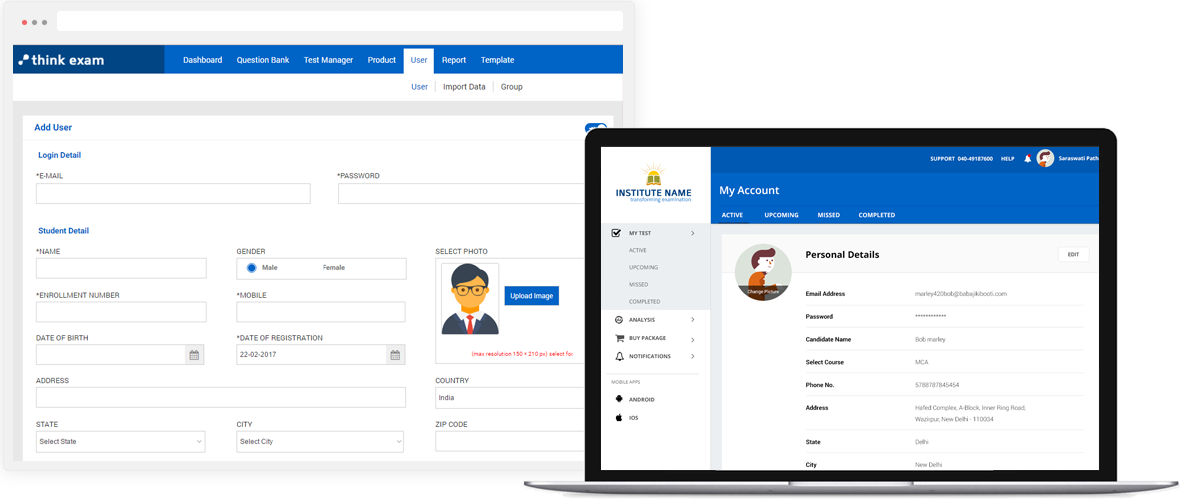 think exam
Dashboard Question Bank Test Manager Product User Report Template
User Import Data Group
Add User
Login Detail
*E-MAIL *PASSWORD
Student Detail
*NAME GENDER SELECT PHOTO
Male Female
Upload Image
*ENROLLMENT NUMBER *MOBILE
DATE OF BIRTH *DATE OF REGISTRATION
22-02-2017
(max resolution 150 × 210 px) select for
ADDRESS COUNTRY
India
STATE CITY ZIP CODE
Select State Select City
SUPPORT 040-49187600 HELP Saraswati Path
INSTITUTE NAME
transforming examination
My Account
ACTIVE UPCOMING MISSED COMPLETED
MY TEST
ACTIVE
UPCOMING
MISSED
COMPLETED
ANALYSIS
BUY PACKAGE
NOTIFICATIONS
MOBILE APPS
ANDROID
IOS
Change Picture
Personal Details
EDIT
Email Address marley420bob@babajikibooti.com
Password ************
Candidate Name Bob marley
Select Course MCA
Phone No. 5788787845454
Address Hafed Complex, A-Block, Inner Ring Road,
Wazirpur, New Delhi - 110034
State Delhi
City New Delhi